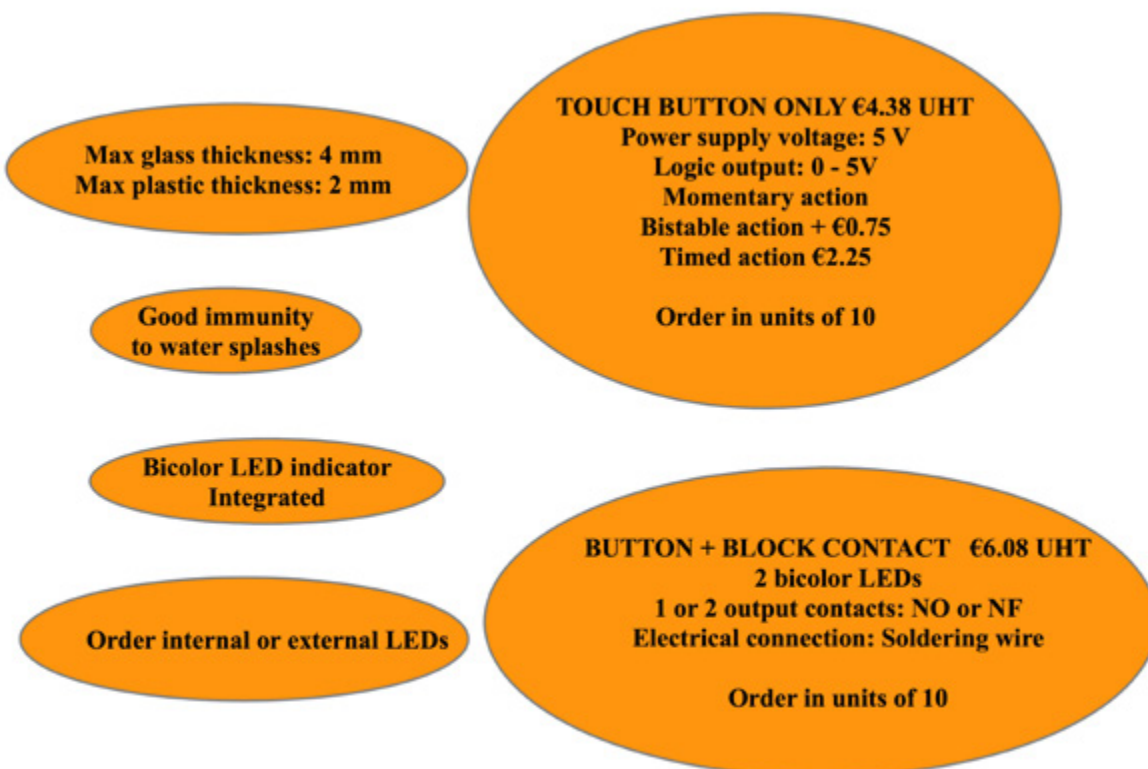 Max glass thickness: 4 mm
Max plastic thickness: 2 mm
Good immunity
to water splashes
Bicolor LED indicator
Integrated
Order internal or external LEDs
TOUCH BUTTON ONLY €4.38 UHT
Power supply voltage: 5 V
Logic output: 0 - 5V
Momentary action
Bistable action + €0.75
Timed action €2.25
Order in units of 10
BUTTON + BLOCK CONTACT €6.08 UHT
2 bicolor LEDs
1 or 2 output contacts: NO or NF
Electrical connection: Soldering wire
Order in units of 10